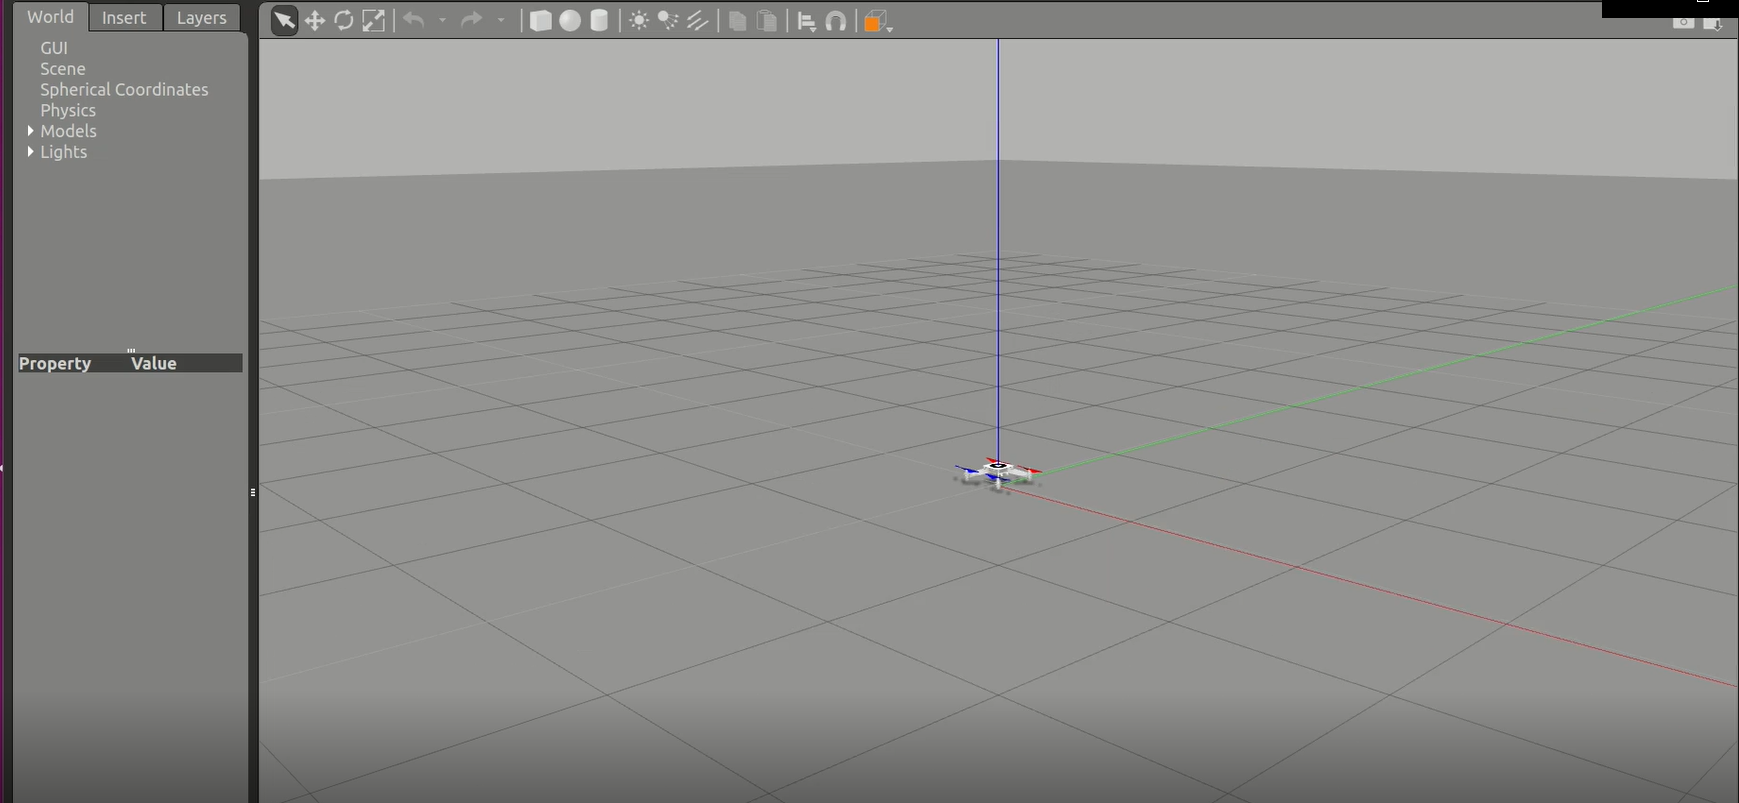 World Insert Layers
GUI
Scene
Spherical Coordinates
Physics
Models
Lights
Property Value